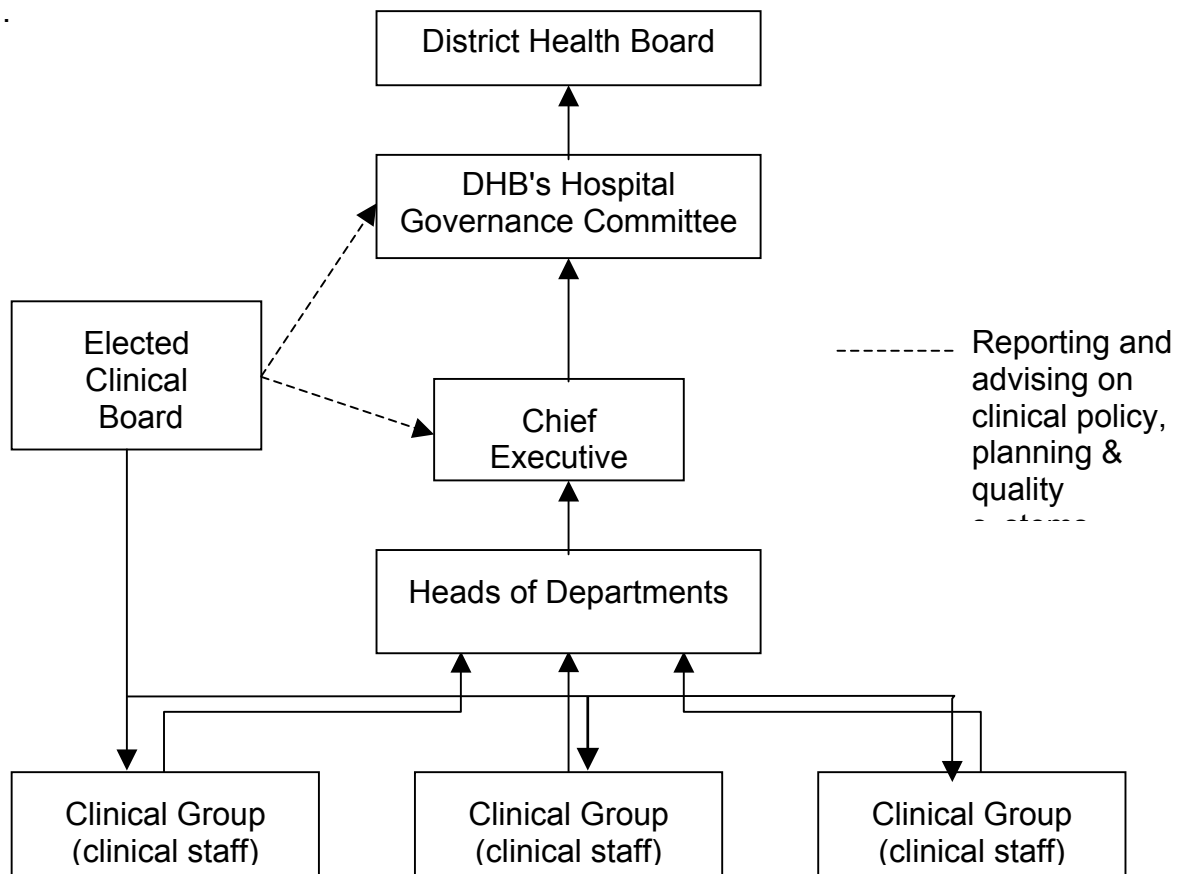 .
District Health Board
DHB's Hospital
Governance Committee
Elected
Clinical
Board
Reporting and
advising on
clinical policy,
planning &
quality
Chief
Executive
Heads of Departments
Clinical Group
(clinical staff)
Clinical Group
(clinical staff)
Clinical Group
(clinical staff)